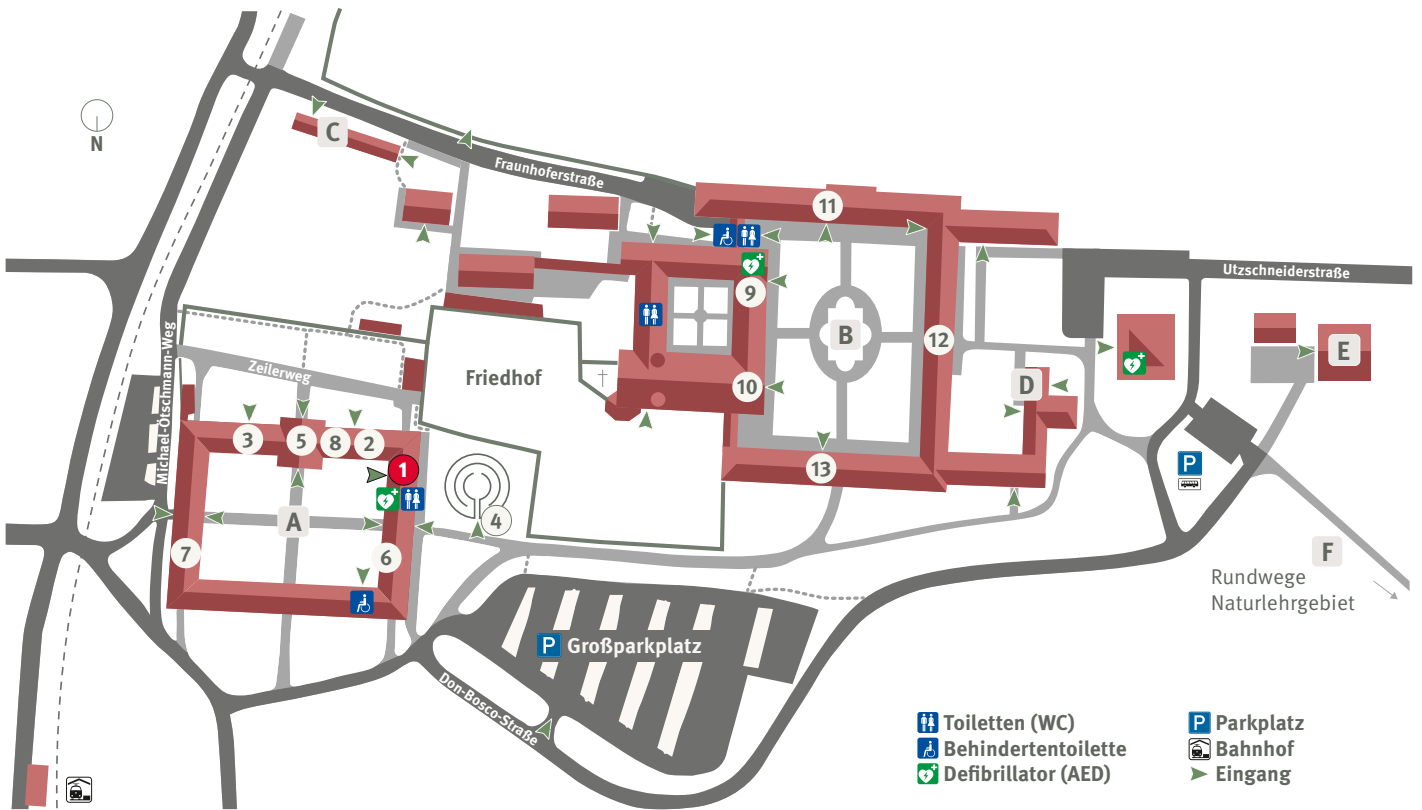 C
N
Fraunhoferstraße
11
Utzschneiderstraße
9
B
12
E
Michael-Ötschmann-Weg
Zeilerweg
Friedhof
10
D
3
5
8
2
1
13
P
4
A
7
6
F
Rundwege
Naturlehrgebiet
P Großparkplatz
Don-Bosco-Straße
Toiletten (WC)
Behindertentoilette
Defibrillator (AED)
P Parkplatz
Bahnhof
Eingang